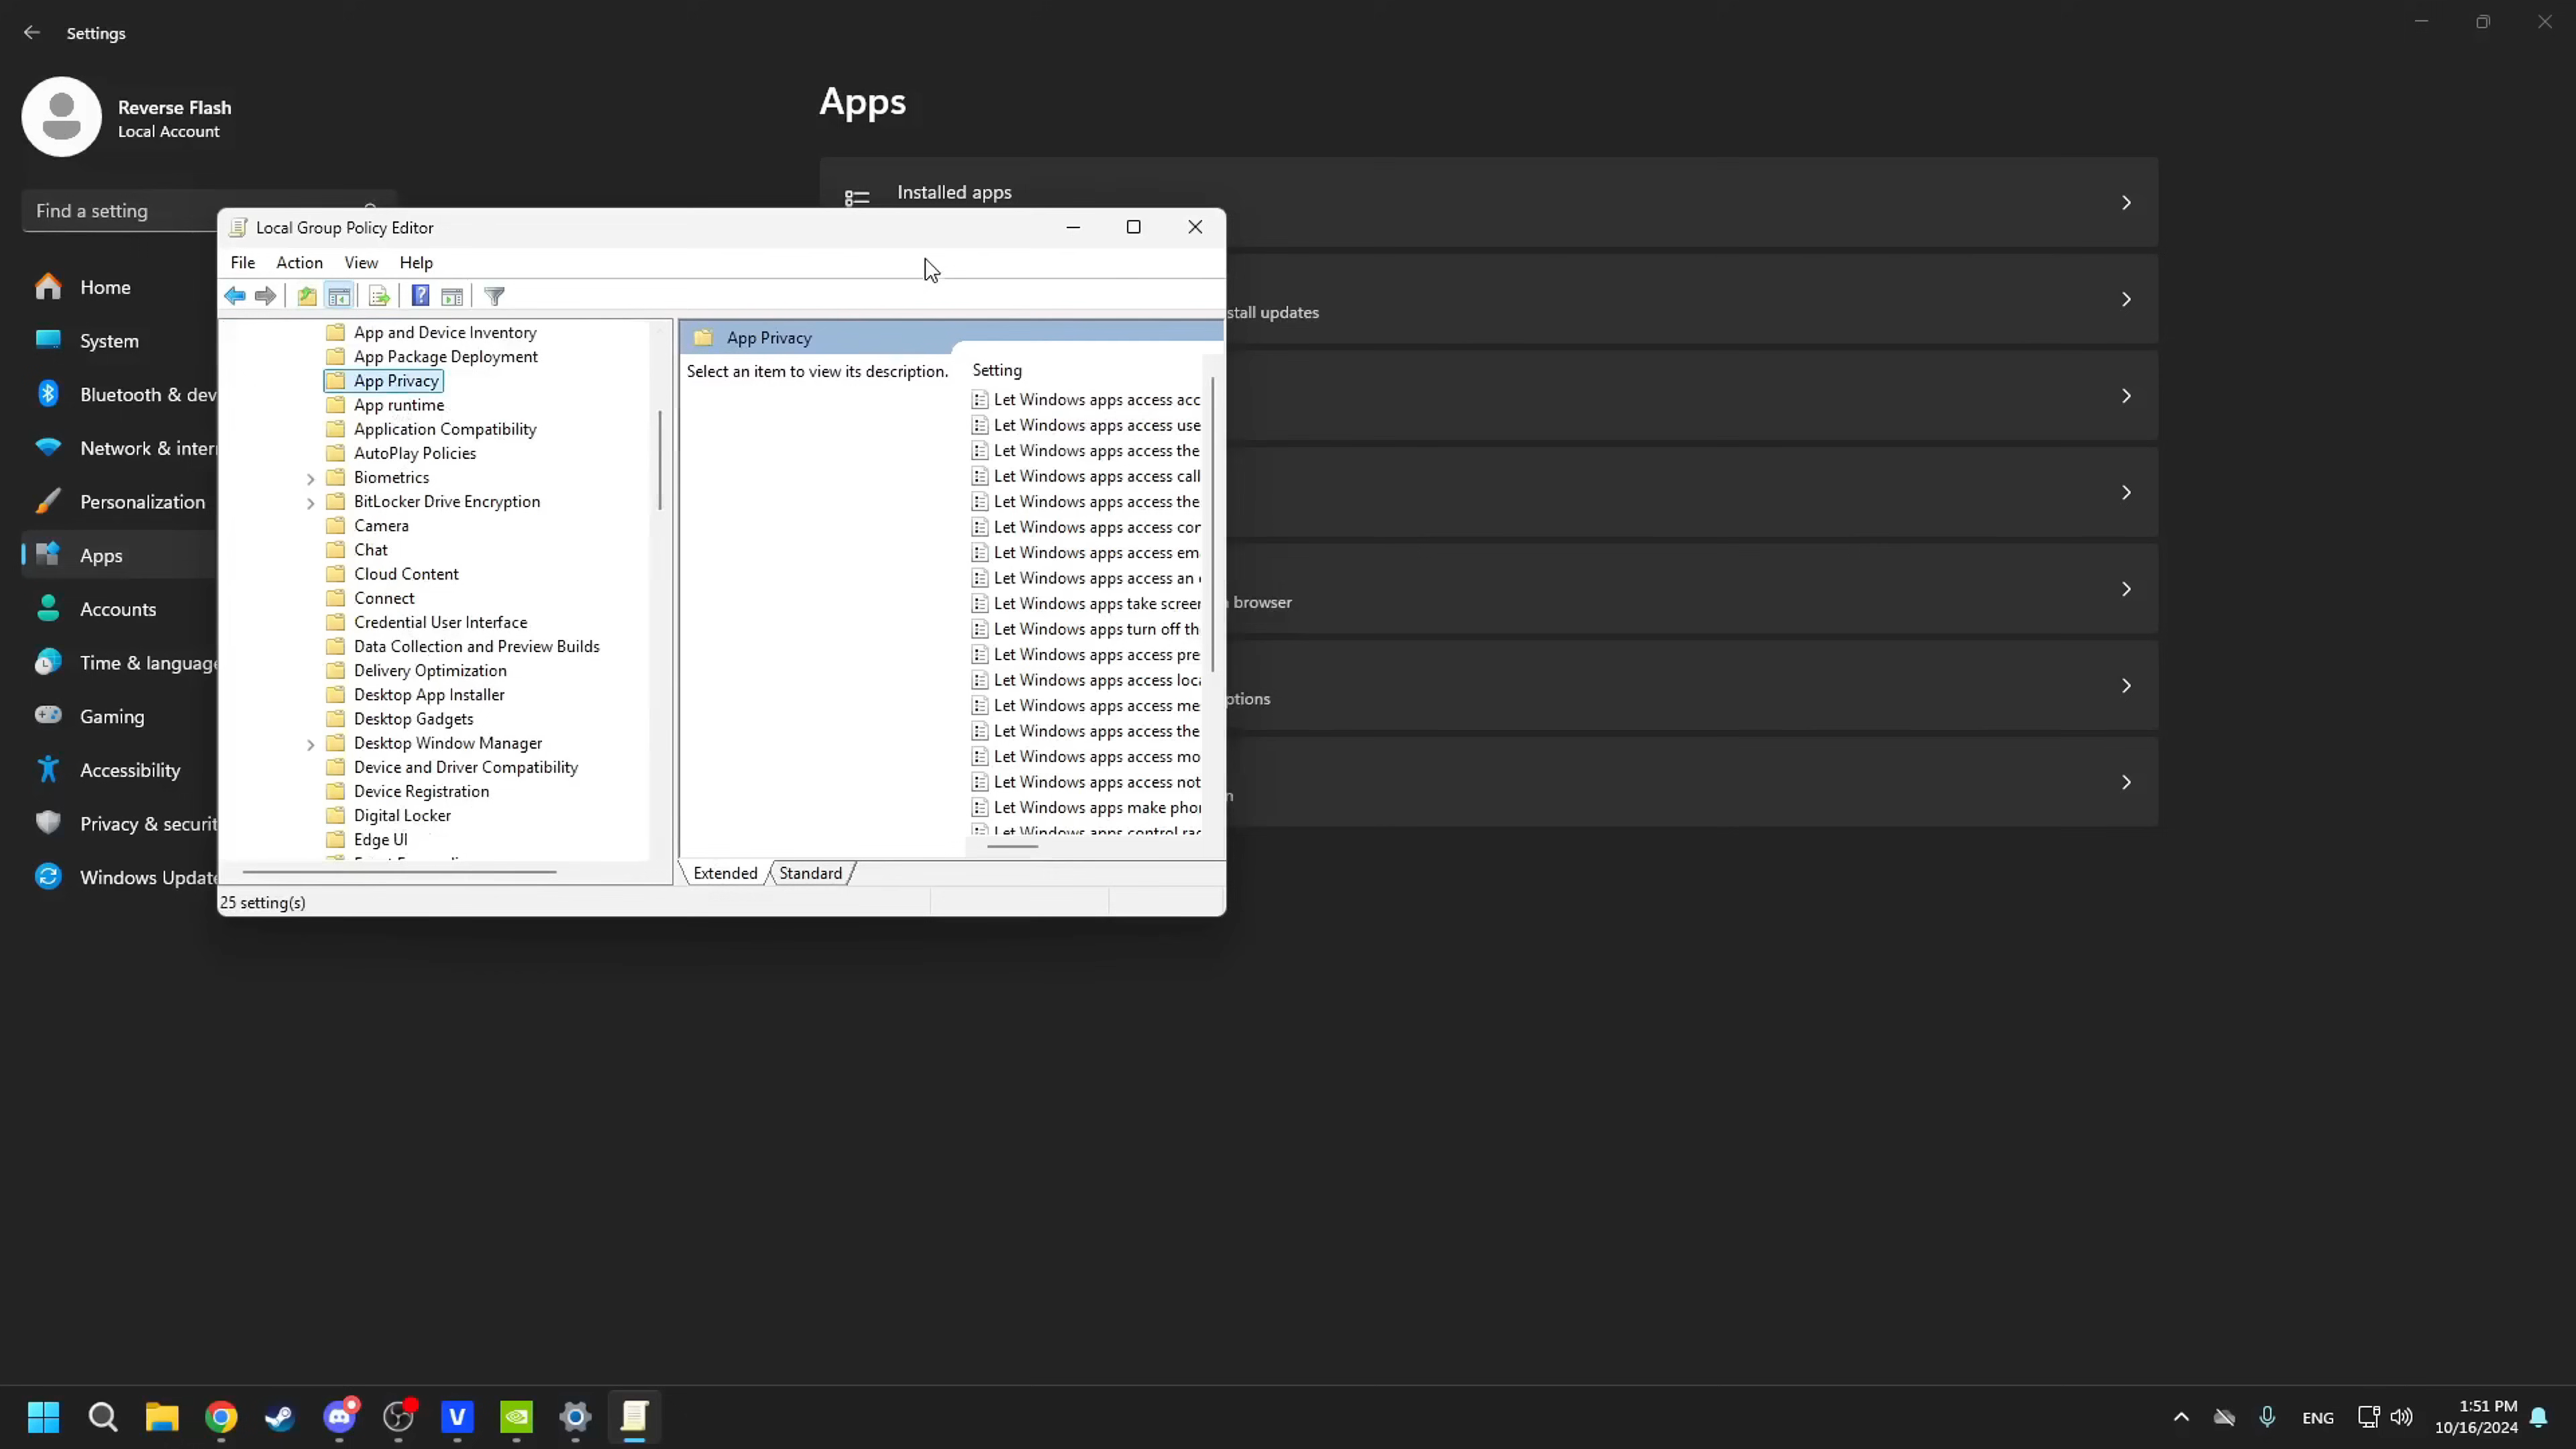 Settings
Reverse Flash
Local Account
Find a setting
Home
System
Bluetooth & dev
Network & inter
Personalization
Apps
Accounts
Time & language
Gaming
Accessibility
Privacy & securit
Windows Update
Apps
Installed apps
stall updates
browser
ptions
Local Group Policy Editor
File Action View Help
App and Device Inventory
App Package Deployment
App Privacy
App runtime
Application Compatibility
AutoPlay Policies
Biometrics
BitLocker Drive Encryption
Camera
Chat
Cloud Content
Connect
Credential User Interface
Data Collection and Preview Builds
Delivery Optimization
Desktop App Installer
Desktop Gadgets
Desktop Window Manager
Device and Driver Compatibility
Device Registration
Digital Locker
Edge UI
App Privacy
Select an item to view its description.
Setting
Let Windows apps access acc
Let Windows apps access use
Let Windows apps access the
Let Windows apps access call
Let Windows apps access the
Let Windows apps access con
Let Windows apps access em
Let Windows apps access an
Let Windows apps take screen
Let Windows apps turn off th
Let Windows apps access pre
Let Windows apps access loca
Let Windows apps access me
Let Windows apps access the
Let Windows apps access mo
Let Windows apps access not
Let Windows apps make phon
Let Windows apps control rac
Extended Standard
25 setting(s)
ENG
1:51 PM
10/16/2024